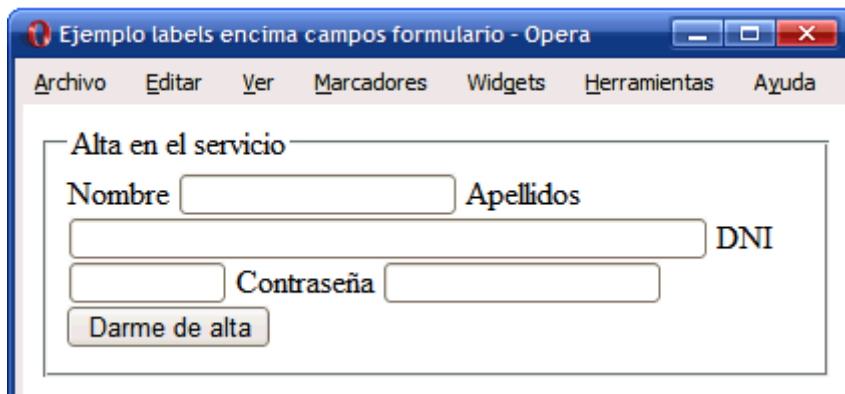 Ejemplo labels encima campos formulario - Opera
Archivo Editar Ver Marcadores Widgets Herramientas Ayuda
Alta en el servicio
Nombre Apellidos
DNI
Contraseña
Darme de alta